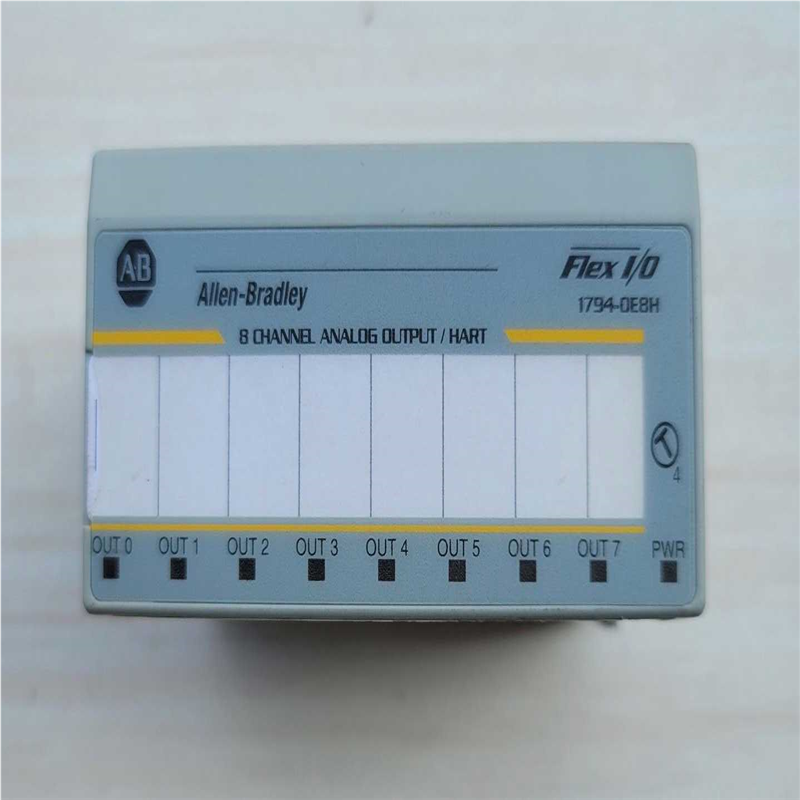 AB
Allen-Bradley
Flex I/O
1794-OE8H
8 CHANNEL ANALOG OUTPUT / HART
4
OUT 0 OUT 1 OUT 2 OUT 3 OUT 4 OUT 5 OUT 6 OUT 7 PWR